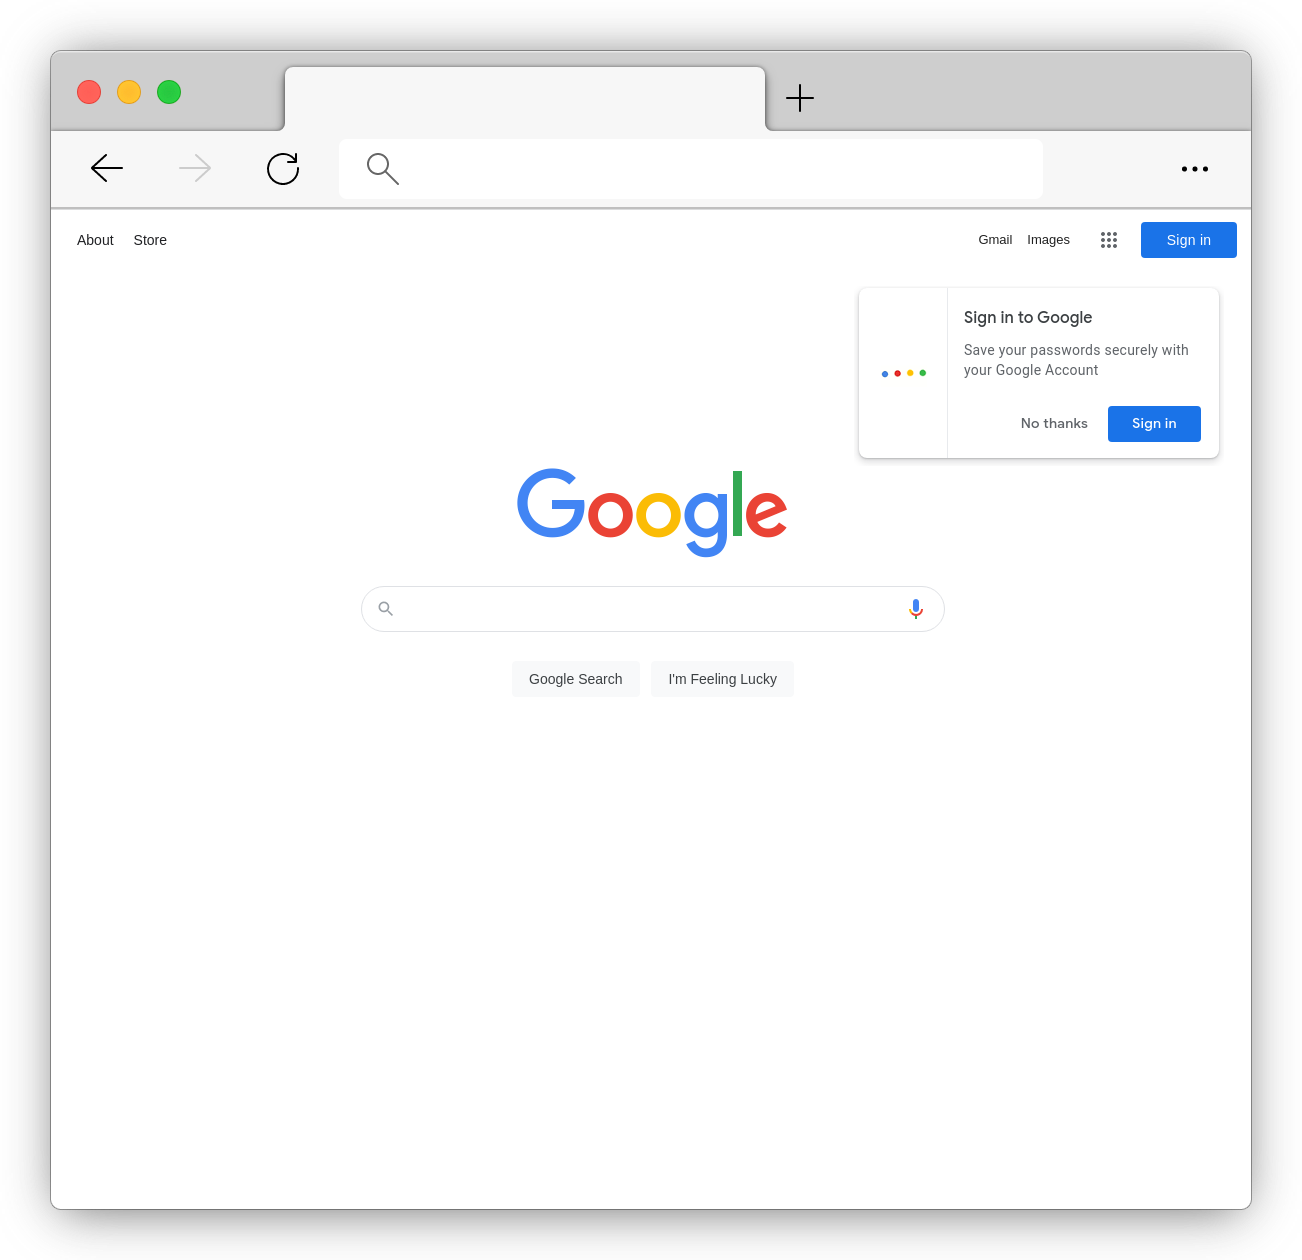 About Store
Gmail Images Sign in
Sign in to Google
Save your passwords securely with
your Google Account
No thanks Sign in
Google
Google Search I'm Feeling Lucky